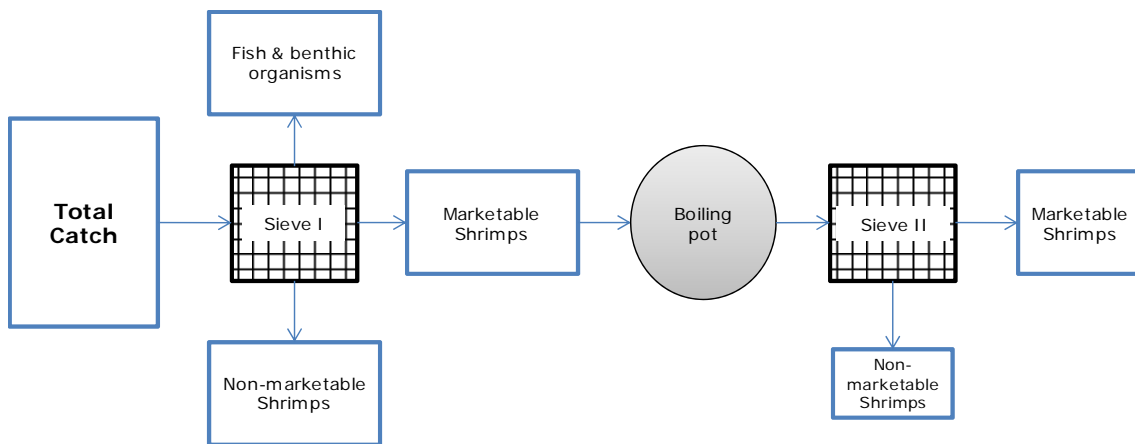 Fish & benthic
organisms
Total
Catch
Sieve I
Marketable
Shrimps
Boiling
pot
Sieve II
Marketable
Shrimps
Non-marketable
Shrimps
Non-
marketable
Shrimps